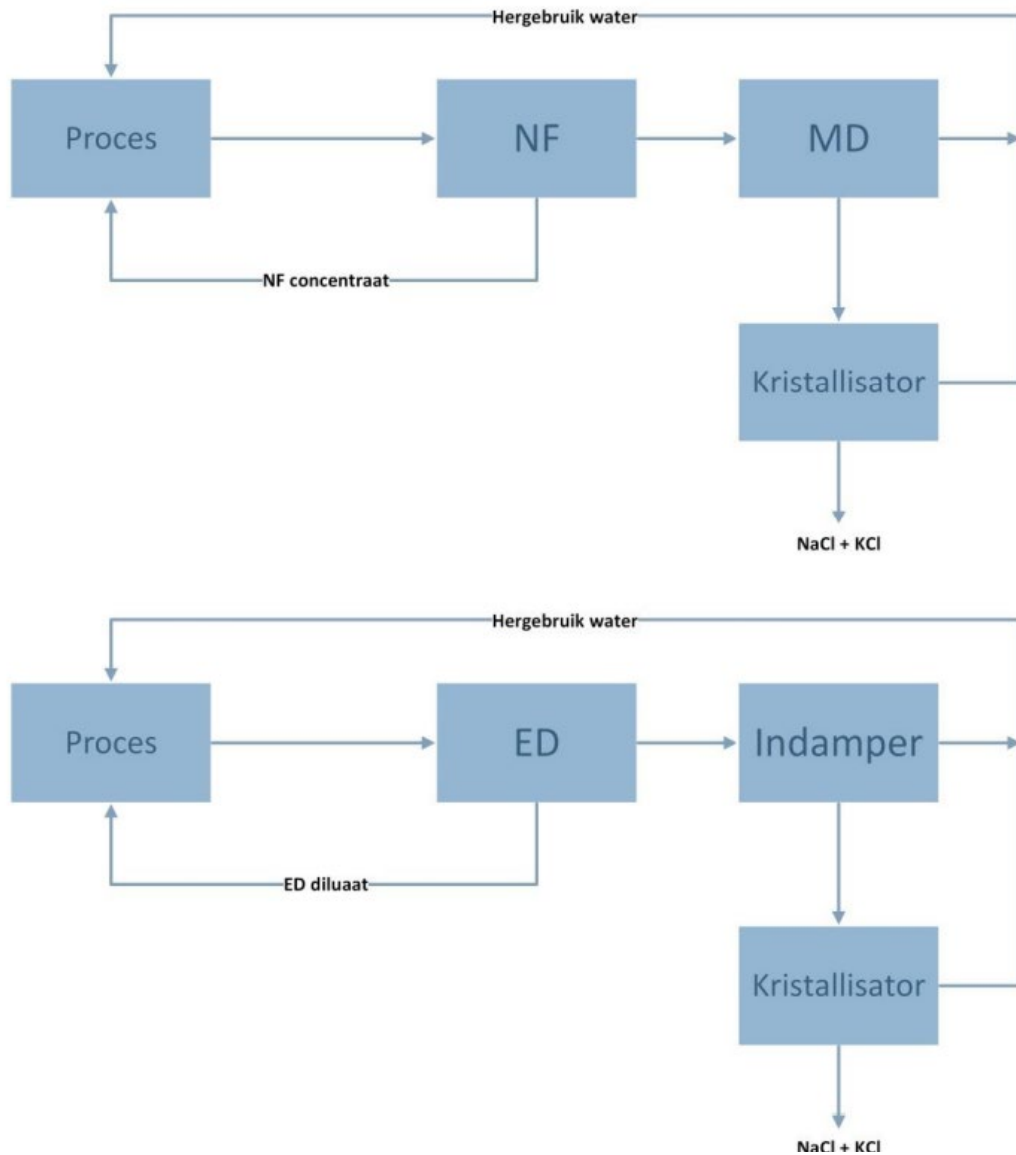 Hergebruik water
Proces
NF
MD
NF concentraat
Kristallisator
NaCl + KCl
Hergebruik water
Proces
ED
Indamper
ED diluaat
Kristallisator
NaCl + KCl